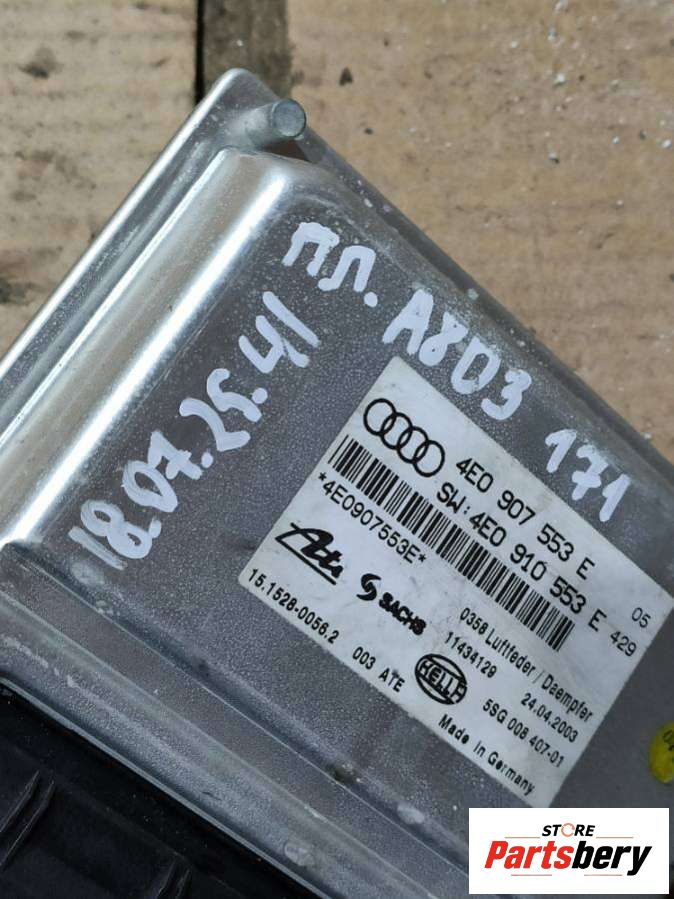 пл. A8D3 171
18.07.25.41
4E0 907 553 E
SW: 4E0 910 553 E
05
429
*4E0907553E*
Ate
SACHS
0358 Luftfeder/Daempfer
11434129
24.04.2003
15.1528-0056.2 003 ATE
HELLA
5SG 008 407-01
Made in Germany
STORE
Partsbery